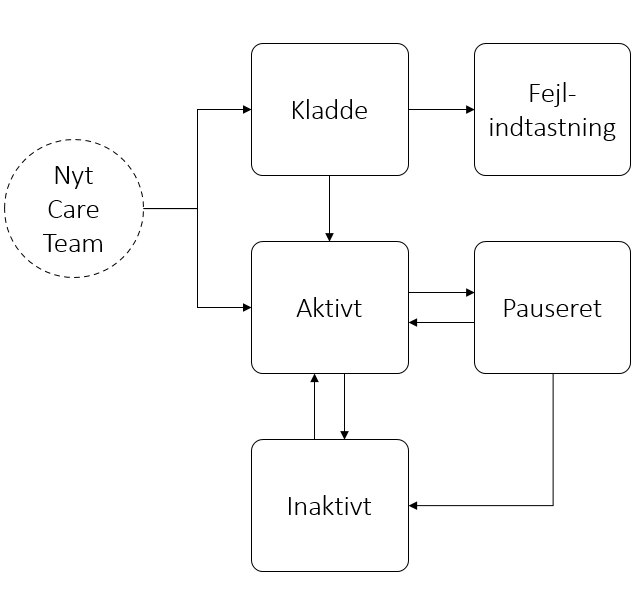 Kladde
Fejl-
indtastning
Nyt
Care
Team
Aktivt
Pauseret
Inaktivt